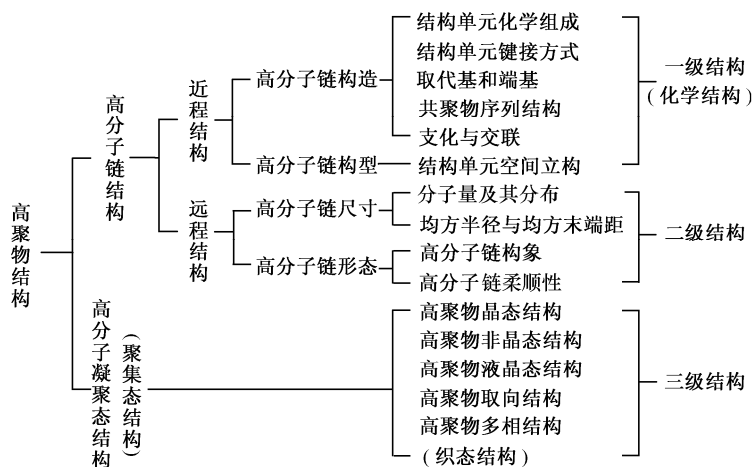 高聚物结构
高分子链结构
近程结构
高分子链构造
结构单元化学组成
结构单元键接方式
取代基和端基
共聚物序列结构
支化与交联
高分子链构型
结构单元空间立构
一级结构
(化学结构)
远程结构
高分子链尺寸
分子量及其分布
均方半径与均方末端距
高分子链形态
高分子链构象
高分子链柔顺性
二级结构
高分子凝聚态结构
(聚集态结构)
高聚物晶态结构
高聚物非晶态结构
高聚物液晶态结构
高聚物取向结构
高聚物多相结构
(织态结构)
三级结构